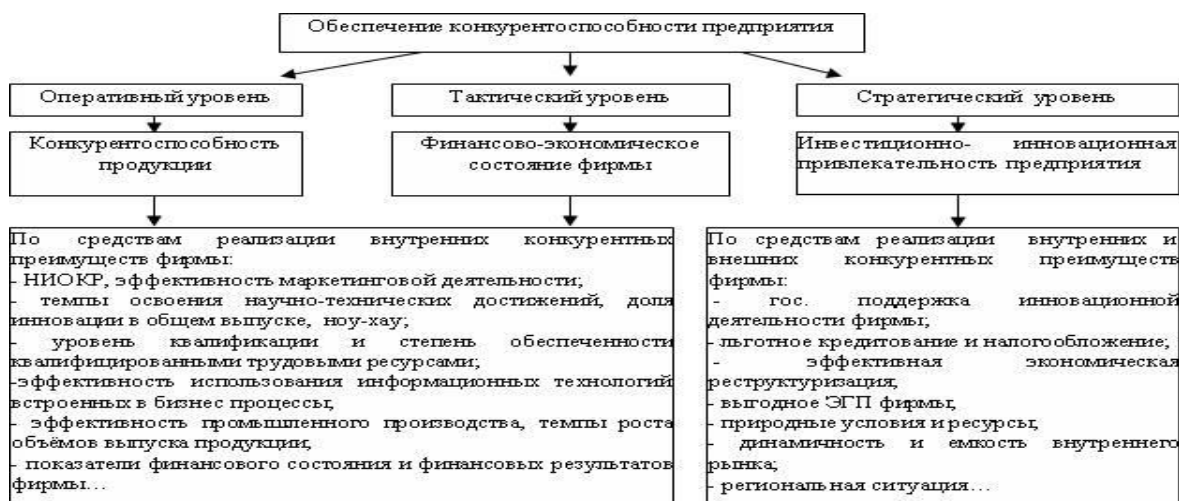 Обеспечение конкурентоспособности предприятия
Оперативный уровень
Тактический уровень
Стратегический уровень
Конкурентоспособность
продукции
Финансово-экономическое
состояние фирмы
Инвестиционно- инновационная
привлекательность предприятия
По средствам реализации внутренних конкурентных
преимуществ фирмы:
- НИОКР, эффективность маркетинговой деятельности;
- темпы освоения научно-технических достижений, доля
инновации в общем выпуске, ноу-хау;
- уровень квалификации и степень обеспеченности
квалифицированными трудовыми ресурсами;
-эффективность использования информационных технологий
встроенных в бизнес процессы;
- эффективность промышленного производства, темпы роста
объёмов выпуска продукции;
- показатели финансового состояния и финансовых результатов
фирмы…
По средствам реализации внутренних и
внешних конкурентных преимуществ
фирмы:
- гос. поддержка инновационной
деятельности фирмы;
- льготное кредитование и налогообложение;
- эффективная экономическая
реструктуризация;
- выгодное ЭГП фирмы;
- природные условия и ресурсы;
- динамичность и емкость внутреннего
рынка;
- региональная ситуация…